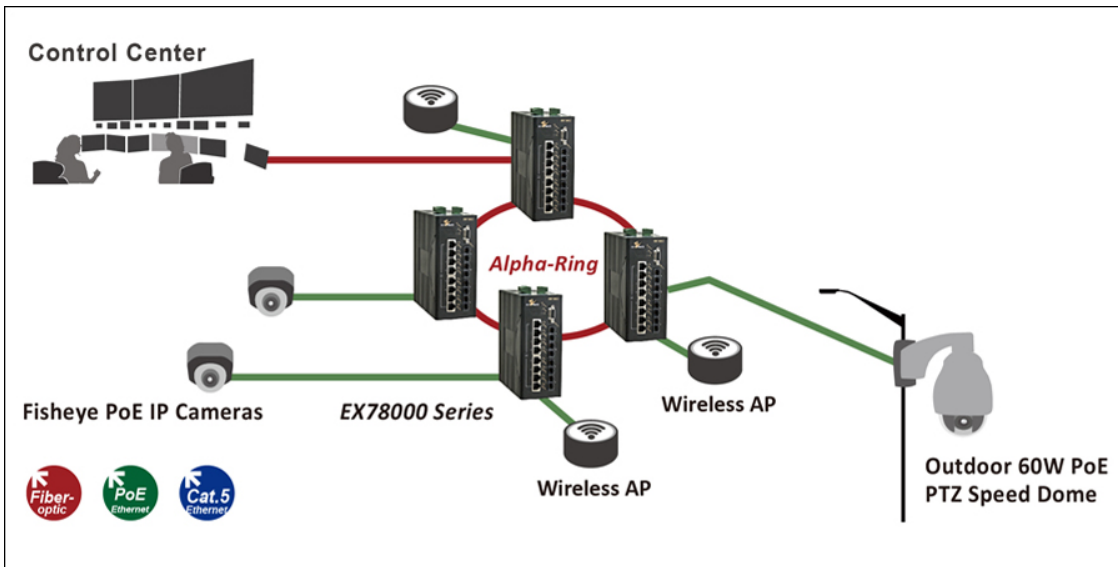 Control Center
Alpha-Ring
Fisheye PoE IP Cameras
EX78000 Series
Wireless AP
Wireless AP
Outdoor 60W PoE
PTZ Speed Dome
Fiber-
optic
PoE
Ethernet
Cat.5
Ethernet